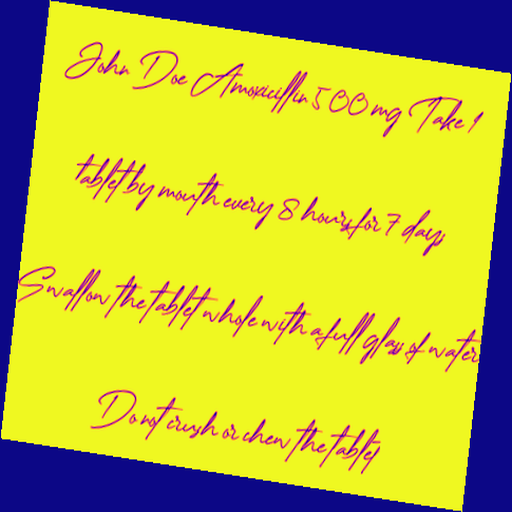 John Doe Amoxicillin 500 mg Take 1
tablet by mouth every 8 hours for 7 days
Swallow the tablet whole with a full glass of water
Do not crush or chew the tablet